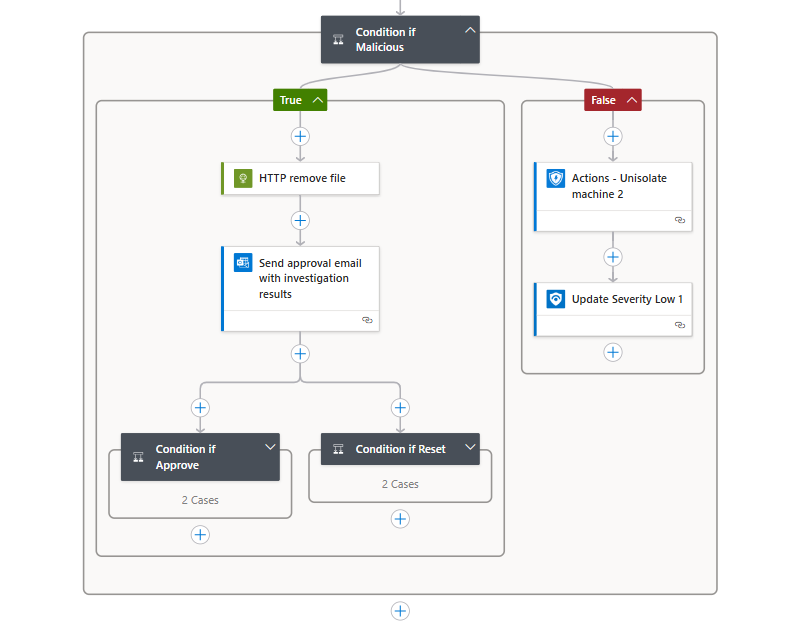 Condition if
Malicious
True
False
HTTP remove file
Actions - Unisolate
machine 2
Send approval email
with investigation
results
Update Severity Low 1
Condition if
Approve
2 Cases
Condition if Reset
2 Cases